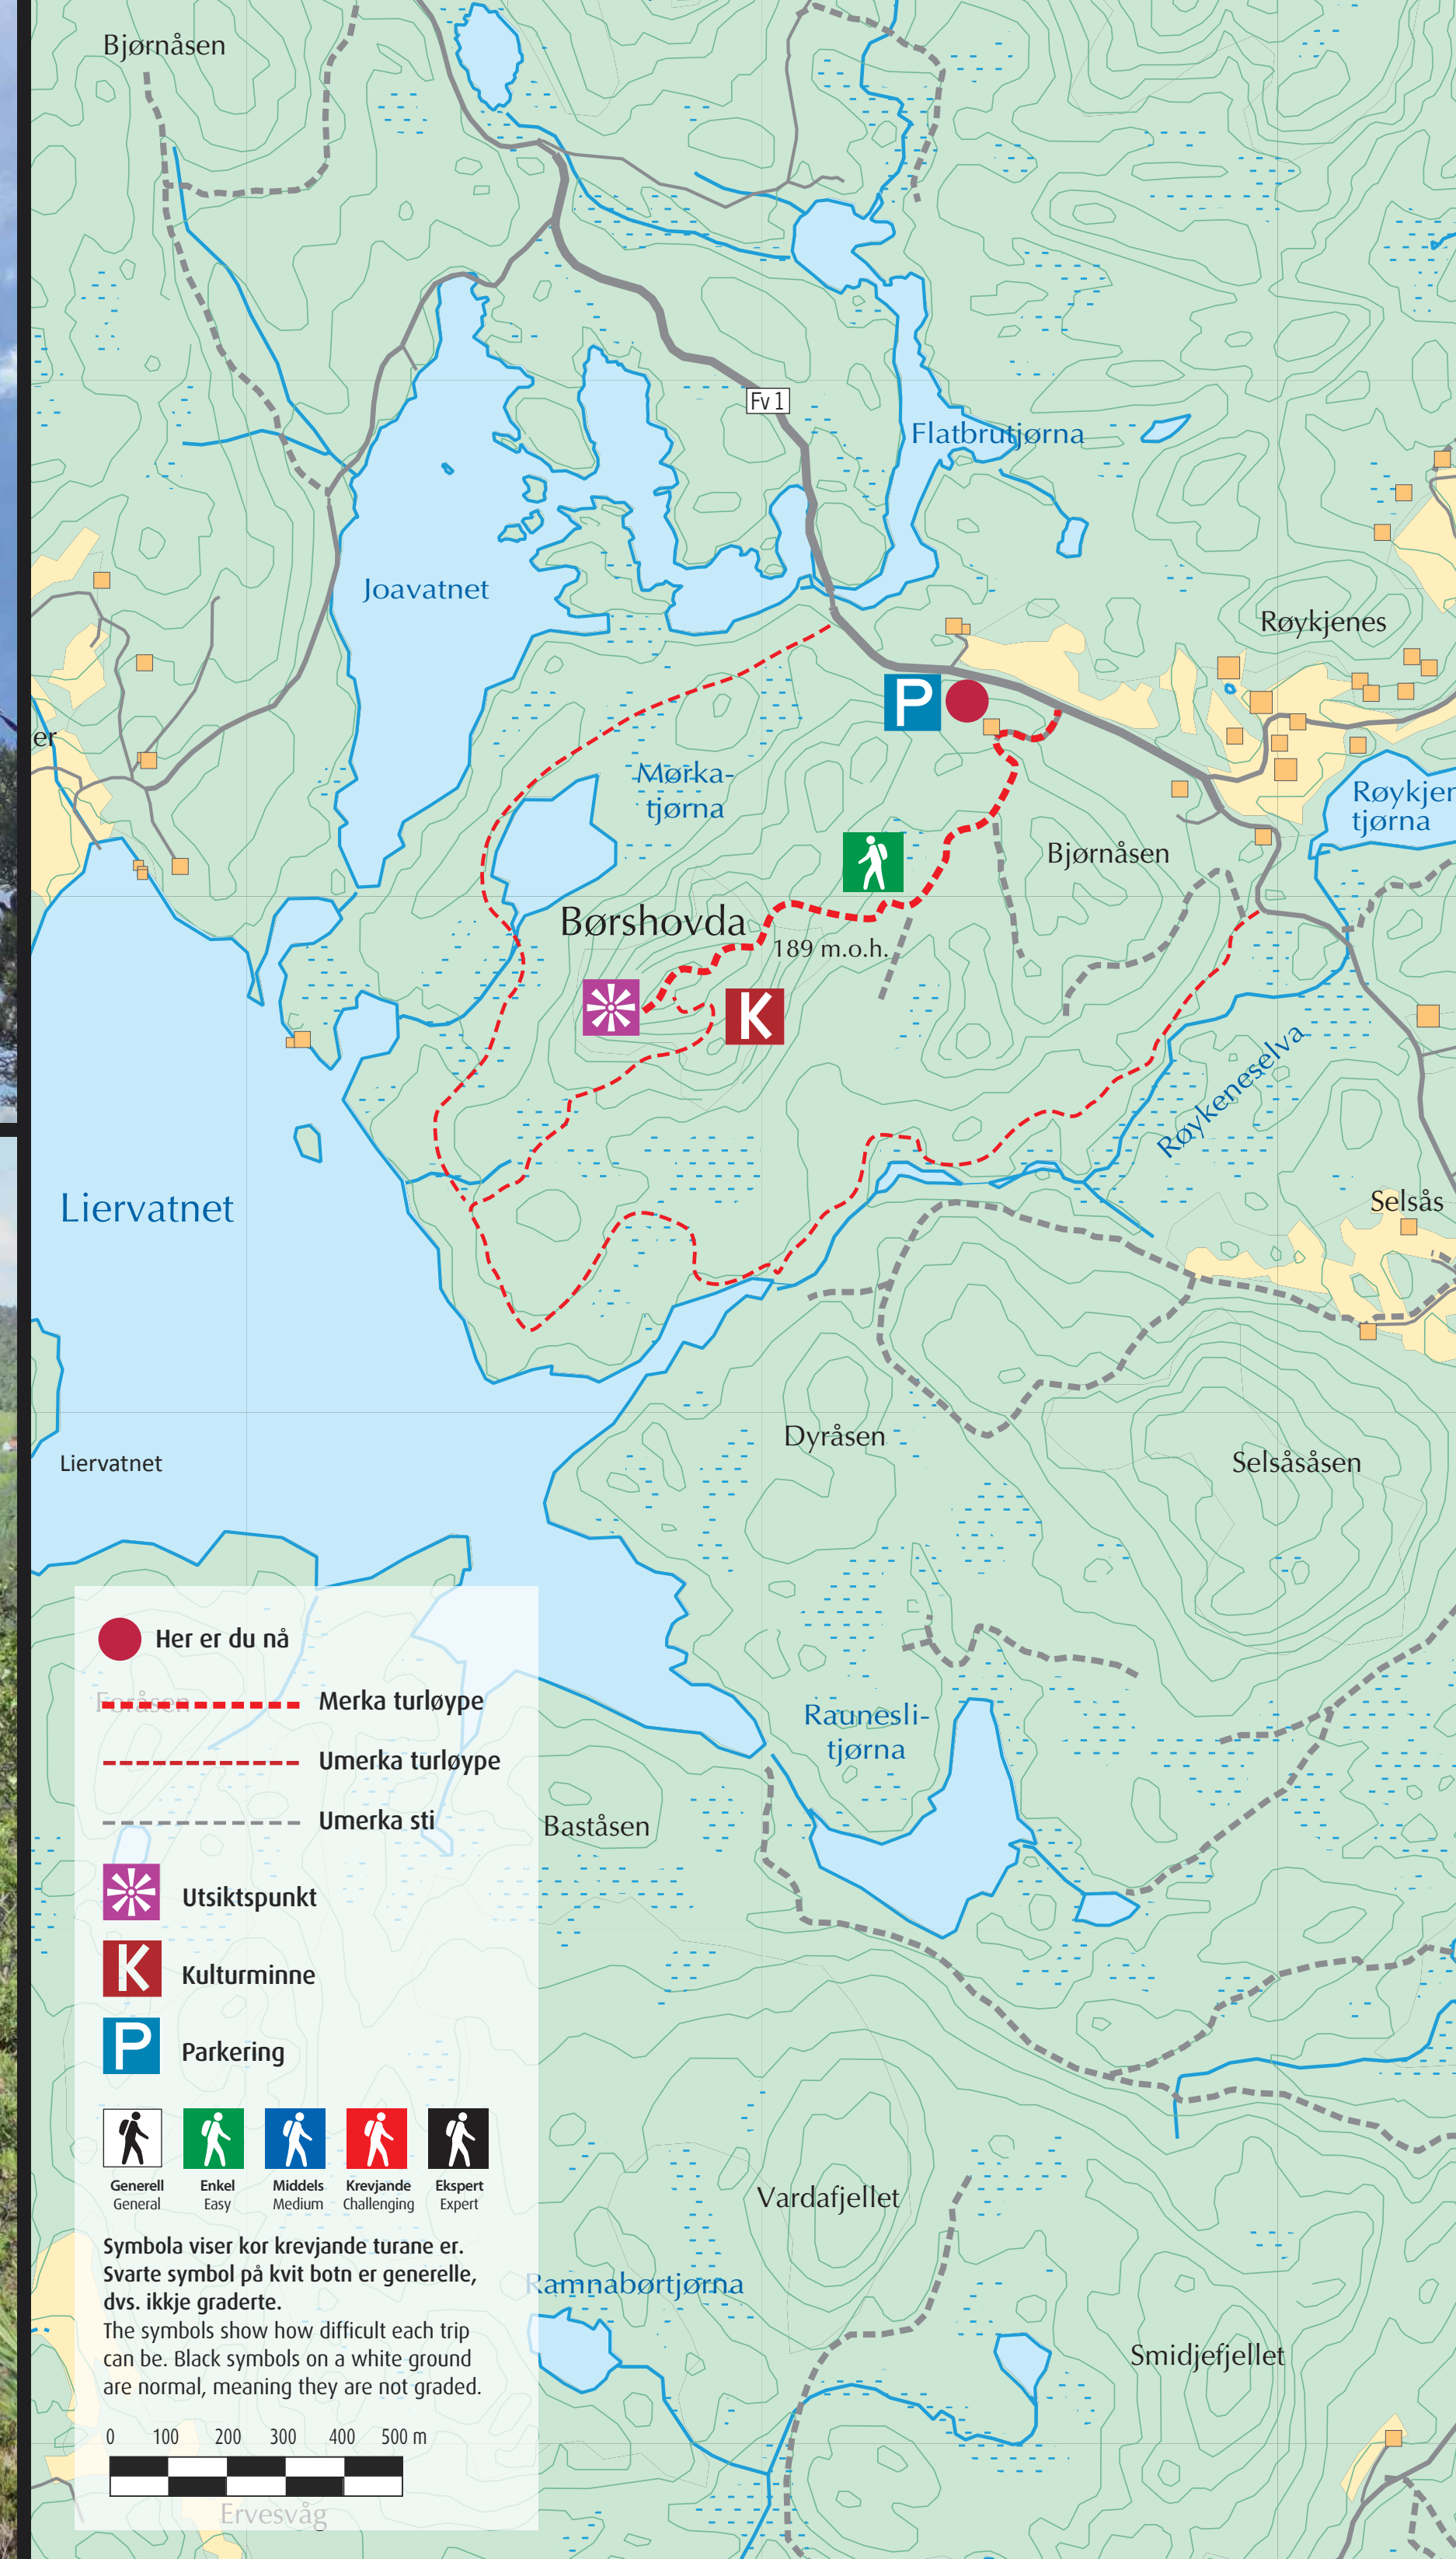 Bjørnåsen
Fv 1
Flatbrutjørna
Joavatnet
Røykjenes
er
P
Mørka-
tjørna
Røykjen
tjørna
Bjørnåsen
Børshovda
189 m.o.h.
K
Røykeneselva
Liervatnet
Selsås
Dyråsen
Liervatnet
Selsåsåsen
Her er du nå
Foråsen
Merka turløype
Umerka turløype
Umerka sti
Utsiktspunkt
K
Kulturminne
P
Parkering
Generell
General
Enkel
Easy
Middels
Medium
Krevjande
Challenging
Ekspert
Expert
Symbola viser kor krevjande turane er.
Svarte symbol på kvit botn er generelle,
dvs. ikkje graderte.
The symbols show how difficult each trip
can be. Black symbols on a white ground
are normal, meaning they are not graded.
0 100 200 300 400 500 m
Ervesvåg
Raunesli-
tjørna
Baståsen
Vardafjellet
Ramnabørtjørna
Smidjefjellet